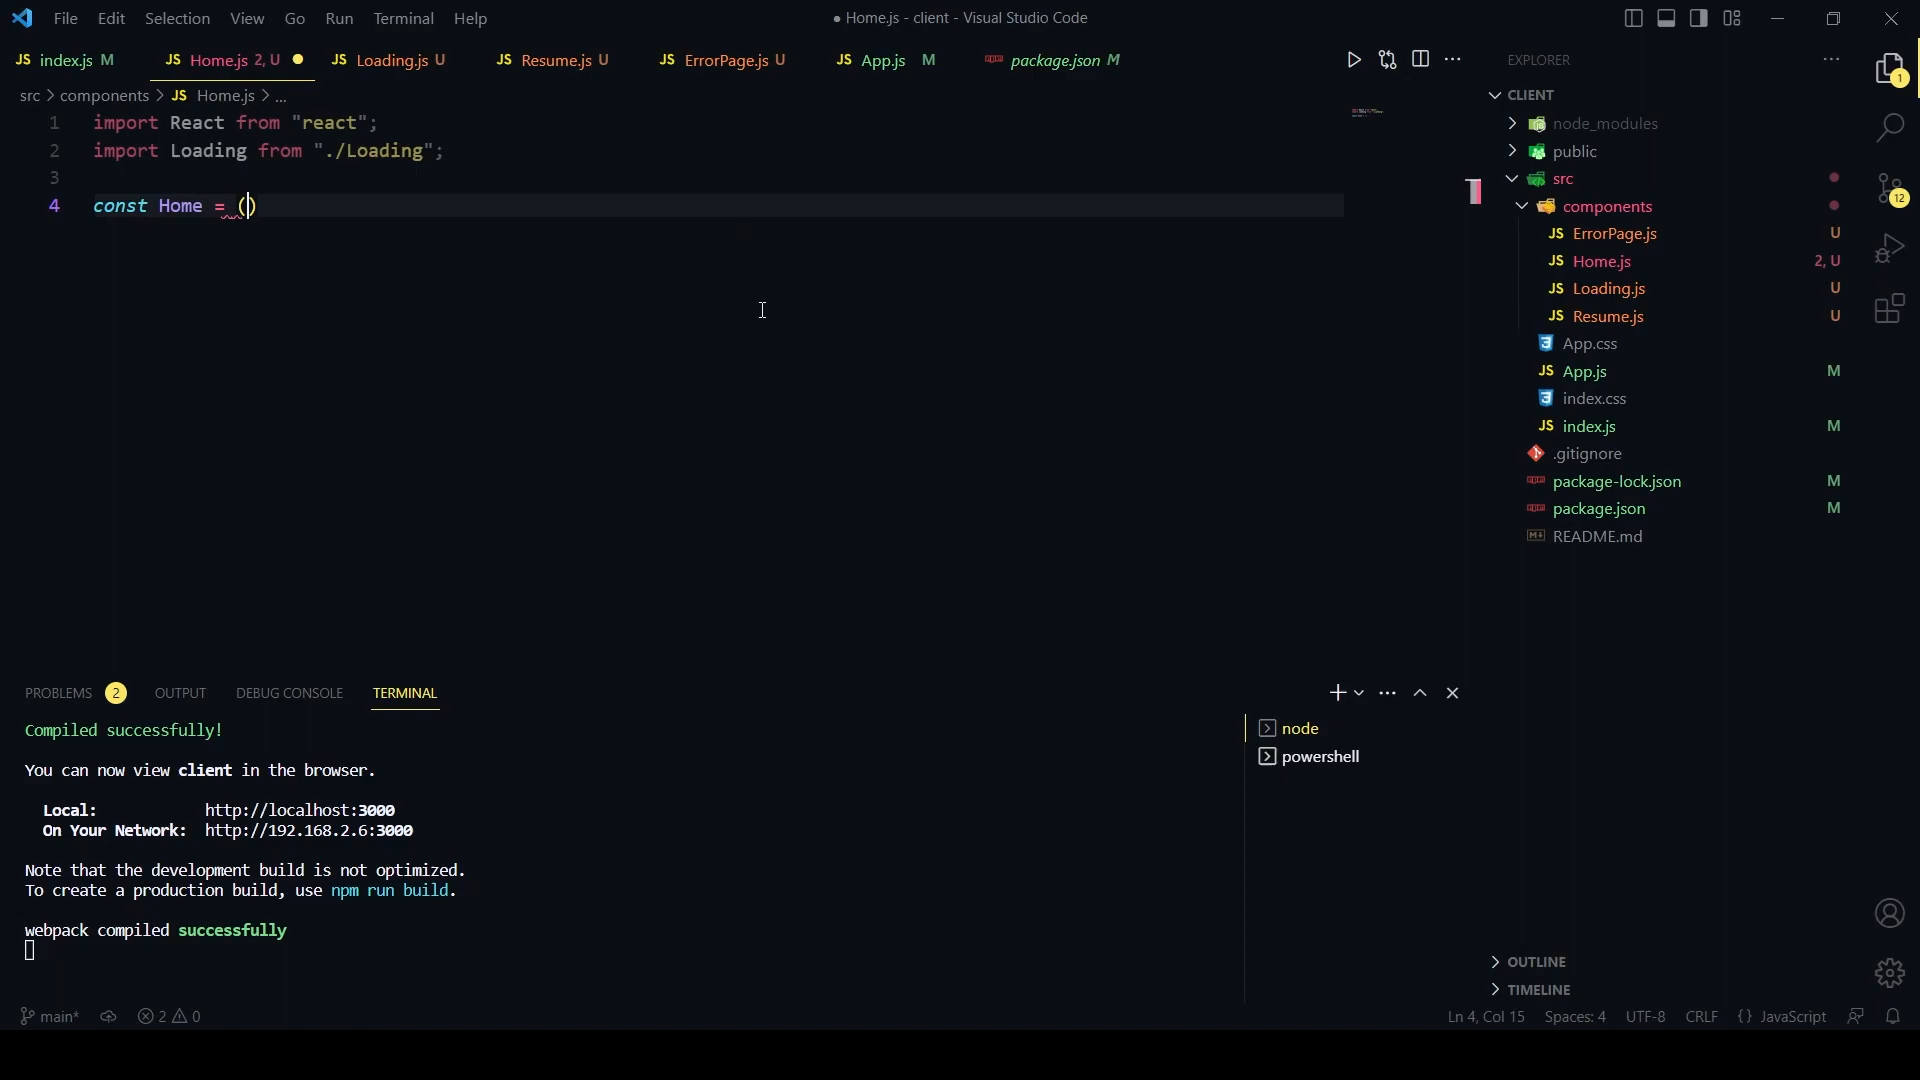 File Edit Selection View Go Run Terminal Help ● Home.js - client - Visual Studio Code
JS index.js M JS Home.js 2, U JS Loading.js U JS Resume.js U JS ErrorPage.js U JS App.js M package.json M
src > components > JS Home.js > ...
1 import React from "react";
2 import Loading from "./Loading";
3
4 const Home = ()
EXPLORER
CLIENT
node_modules
public
src
components
JS ErrorPage.js U
JS Home.js 2, U
JS Loading.js U
JS Resume.js U
App.css
JS App.js M
index.css
JS index.js M
.gitignore
package-lock.json M
package.json M
README.md
OUTLINE
TIMELINE
1
12
PROBLEMS 2 OUTPUT DEBUG CONSOLE TERMINAL
Compiled successfully!
You can now view client in the browser.
Local: http://localhost:3000
On Your Network: http://192.168.2.6:3000
Note that the development build is not optimized.
To create a production build, use npm run build.
webpack compiled successfully
node
powershell
main* 2 0 Ln 4, Col 15 Spaces: 4 UTF-8 CRLF {} JavaScript